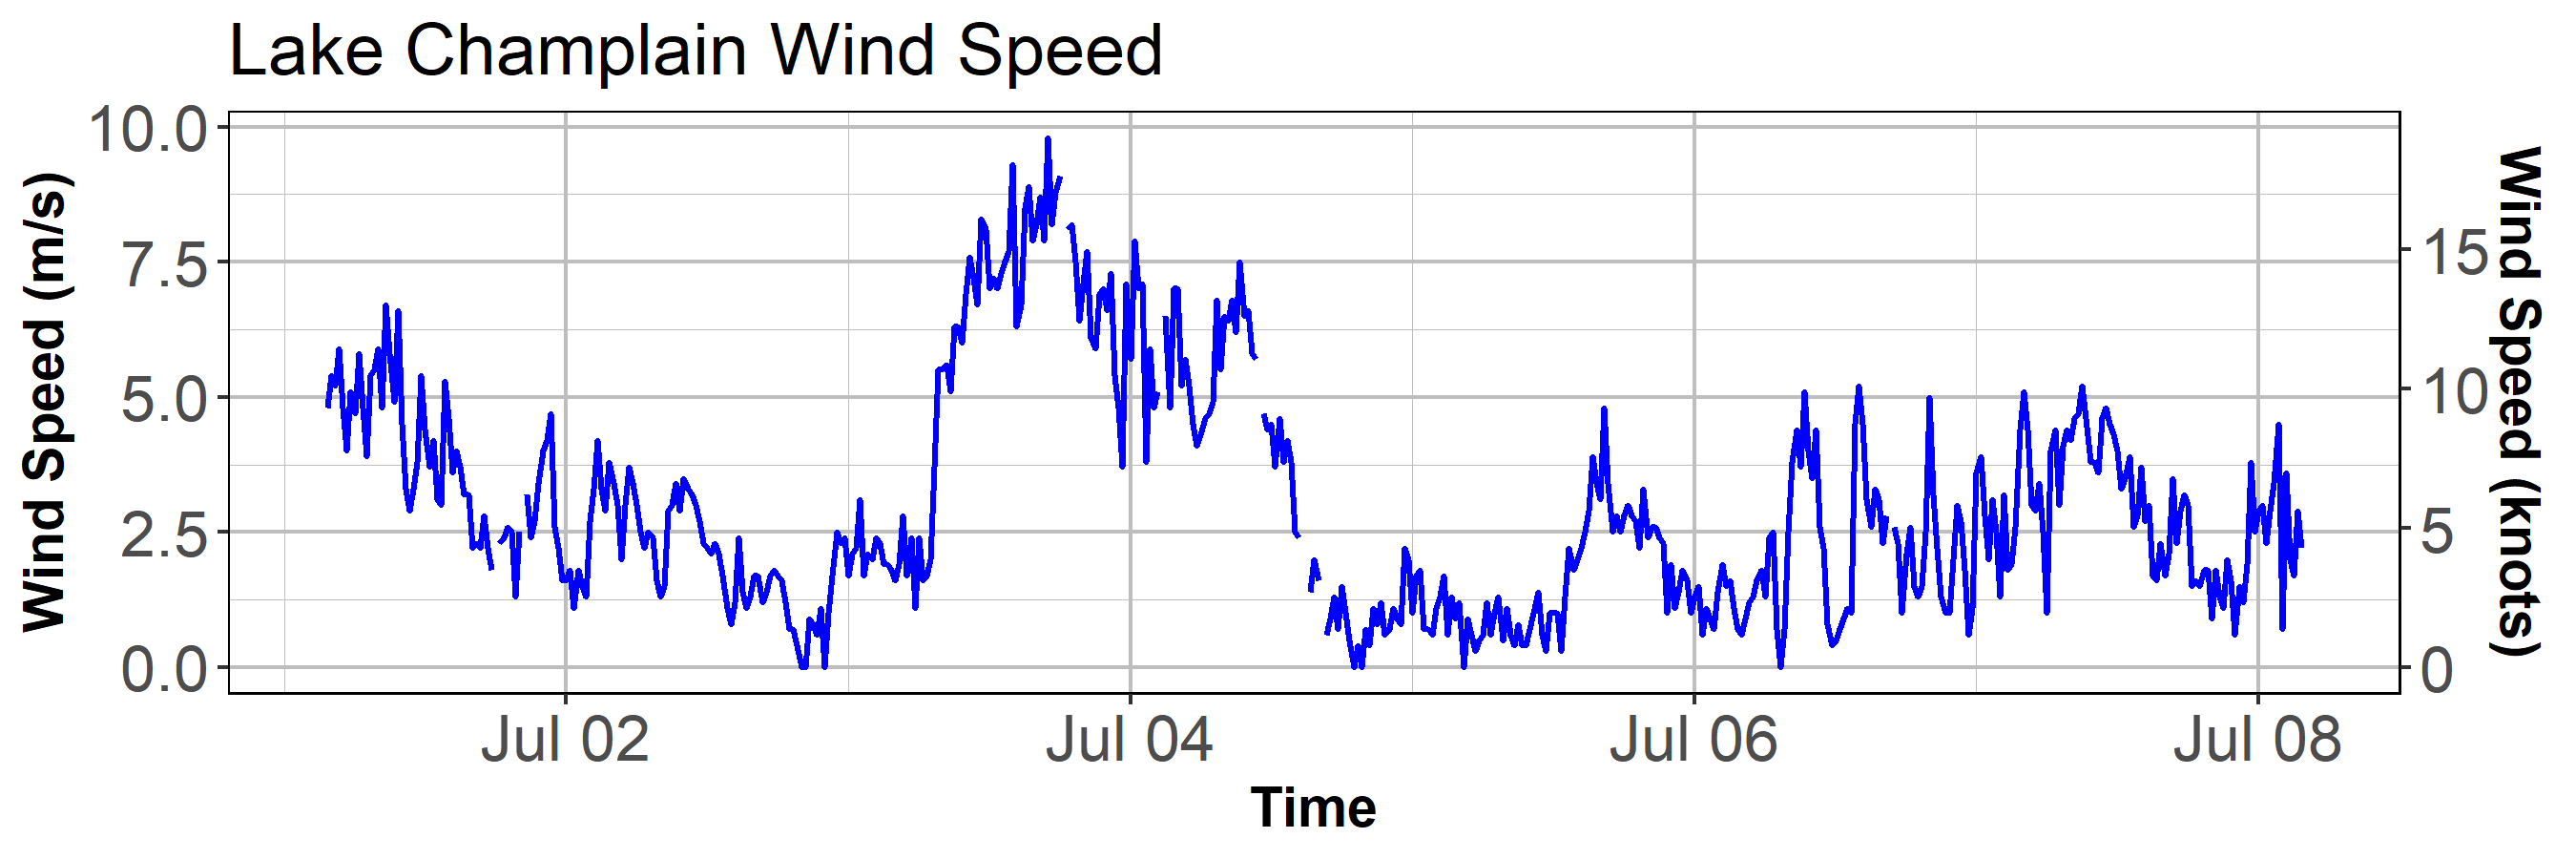 Lake Champlain Wind Speed
10.0
7.5
5.0
2.5
0.0
Wind Speed (m/s)
15
10
5
0
Wind Speed (knots)
Jul 02
Jul 04
Jul 06
Jul 08
Time